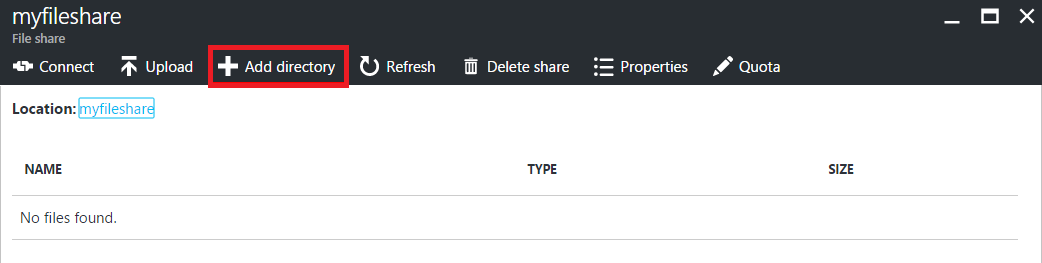 myfileshare
File share
Connect Upload Add directory Refresh Delete share Properties Quota
Location: myfileshare
NAME TYPE SIZE
No files found.